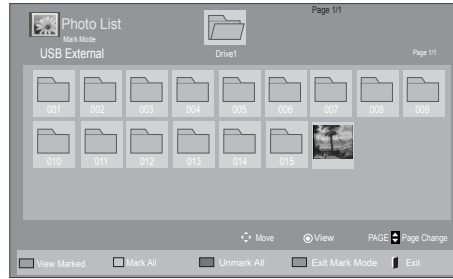 Page 1/1
Photo List
Mark Mode
USB External
Drive1
Page 1/1
001 002 003 004 005 006 007 008 009
010 011 012 013 014 015
Move View PAGE Page Change
View Marked Mark All Unmark All Exit Mark Mode Exit